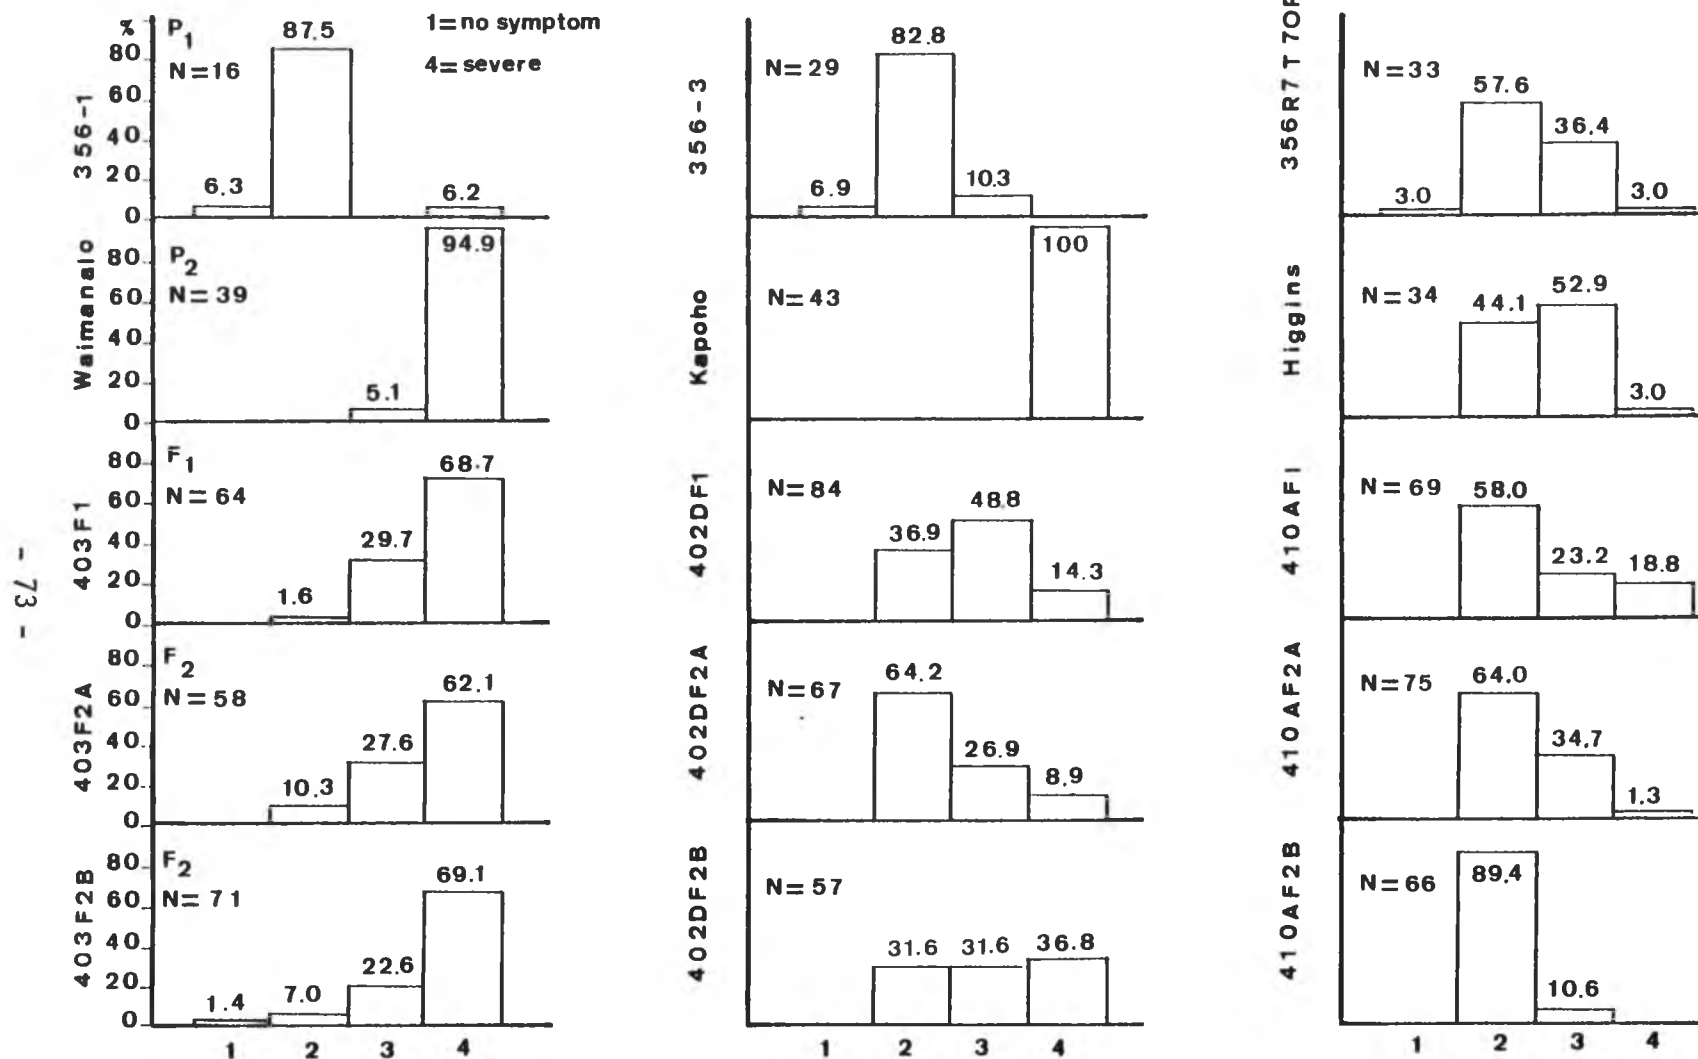 %
P1
87.5
1= no symptom
4= severe
N=16
356-1
80
60
40
20
0
6.3
6.2
Waimanalo
80
60
40
20
0
P2
N=39
5.1
94.9
403F1
80
60
40
20
0
F1
N=64
1.6
29.7
68.7
403F2A
80
60
40
20
0
F2
N=58
10.3
27.6
62.1
403F2B
80
60
40
20
0
F2
N=71
1.4
7.0
22.6
69.1
1 2 3 4
356-3
N=29
6.9
82.8
10.3
Kapoho
N=43
100
402DF1
N=84
36.9
48.8
14.3
402DF2A
N=67
64.2
26.9
8.9
402DF2B
N=57
31.6 31.6 36.8
1 2 3 4
N=33
3.0
57.6
36.4
3.0
Higgins
N=34
44.1
52.9
3.0
410AF1
N=69
58.0
23.2
18.8
410AF2A
N=75
64.0
34.7
1.3
410AF2B
N=66
89.4
10.6
1 2 3 4
- 73 -